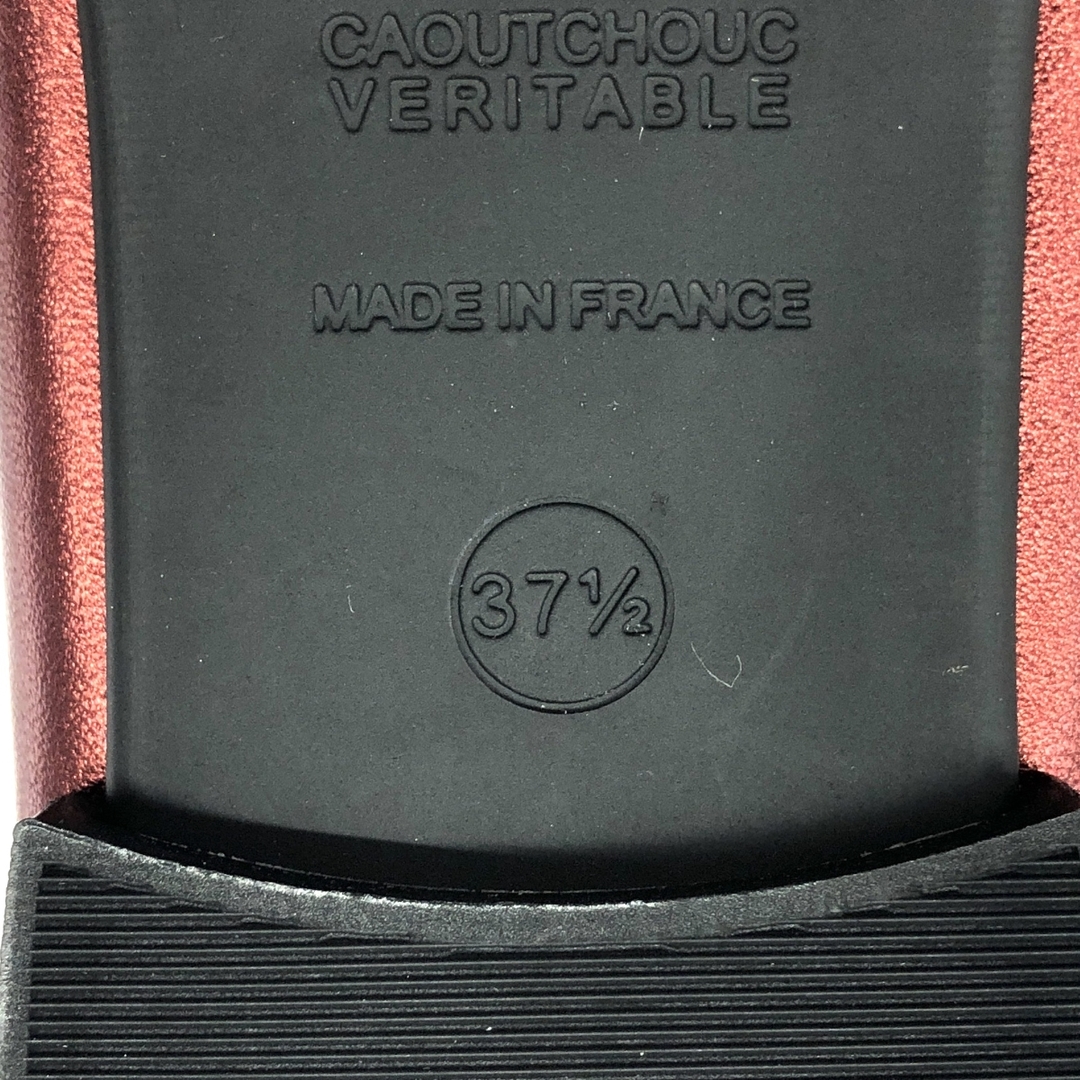 CAOUTCHOUC
VERITABLE
MADE IN FRANCE
37½